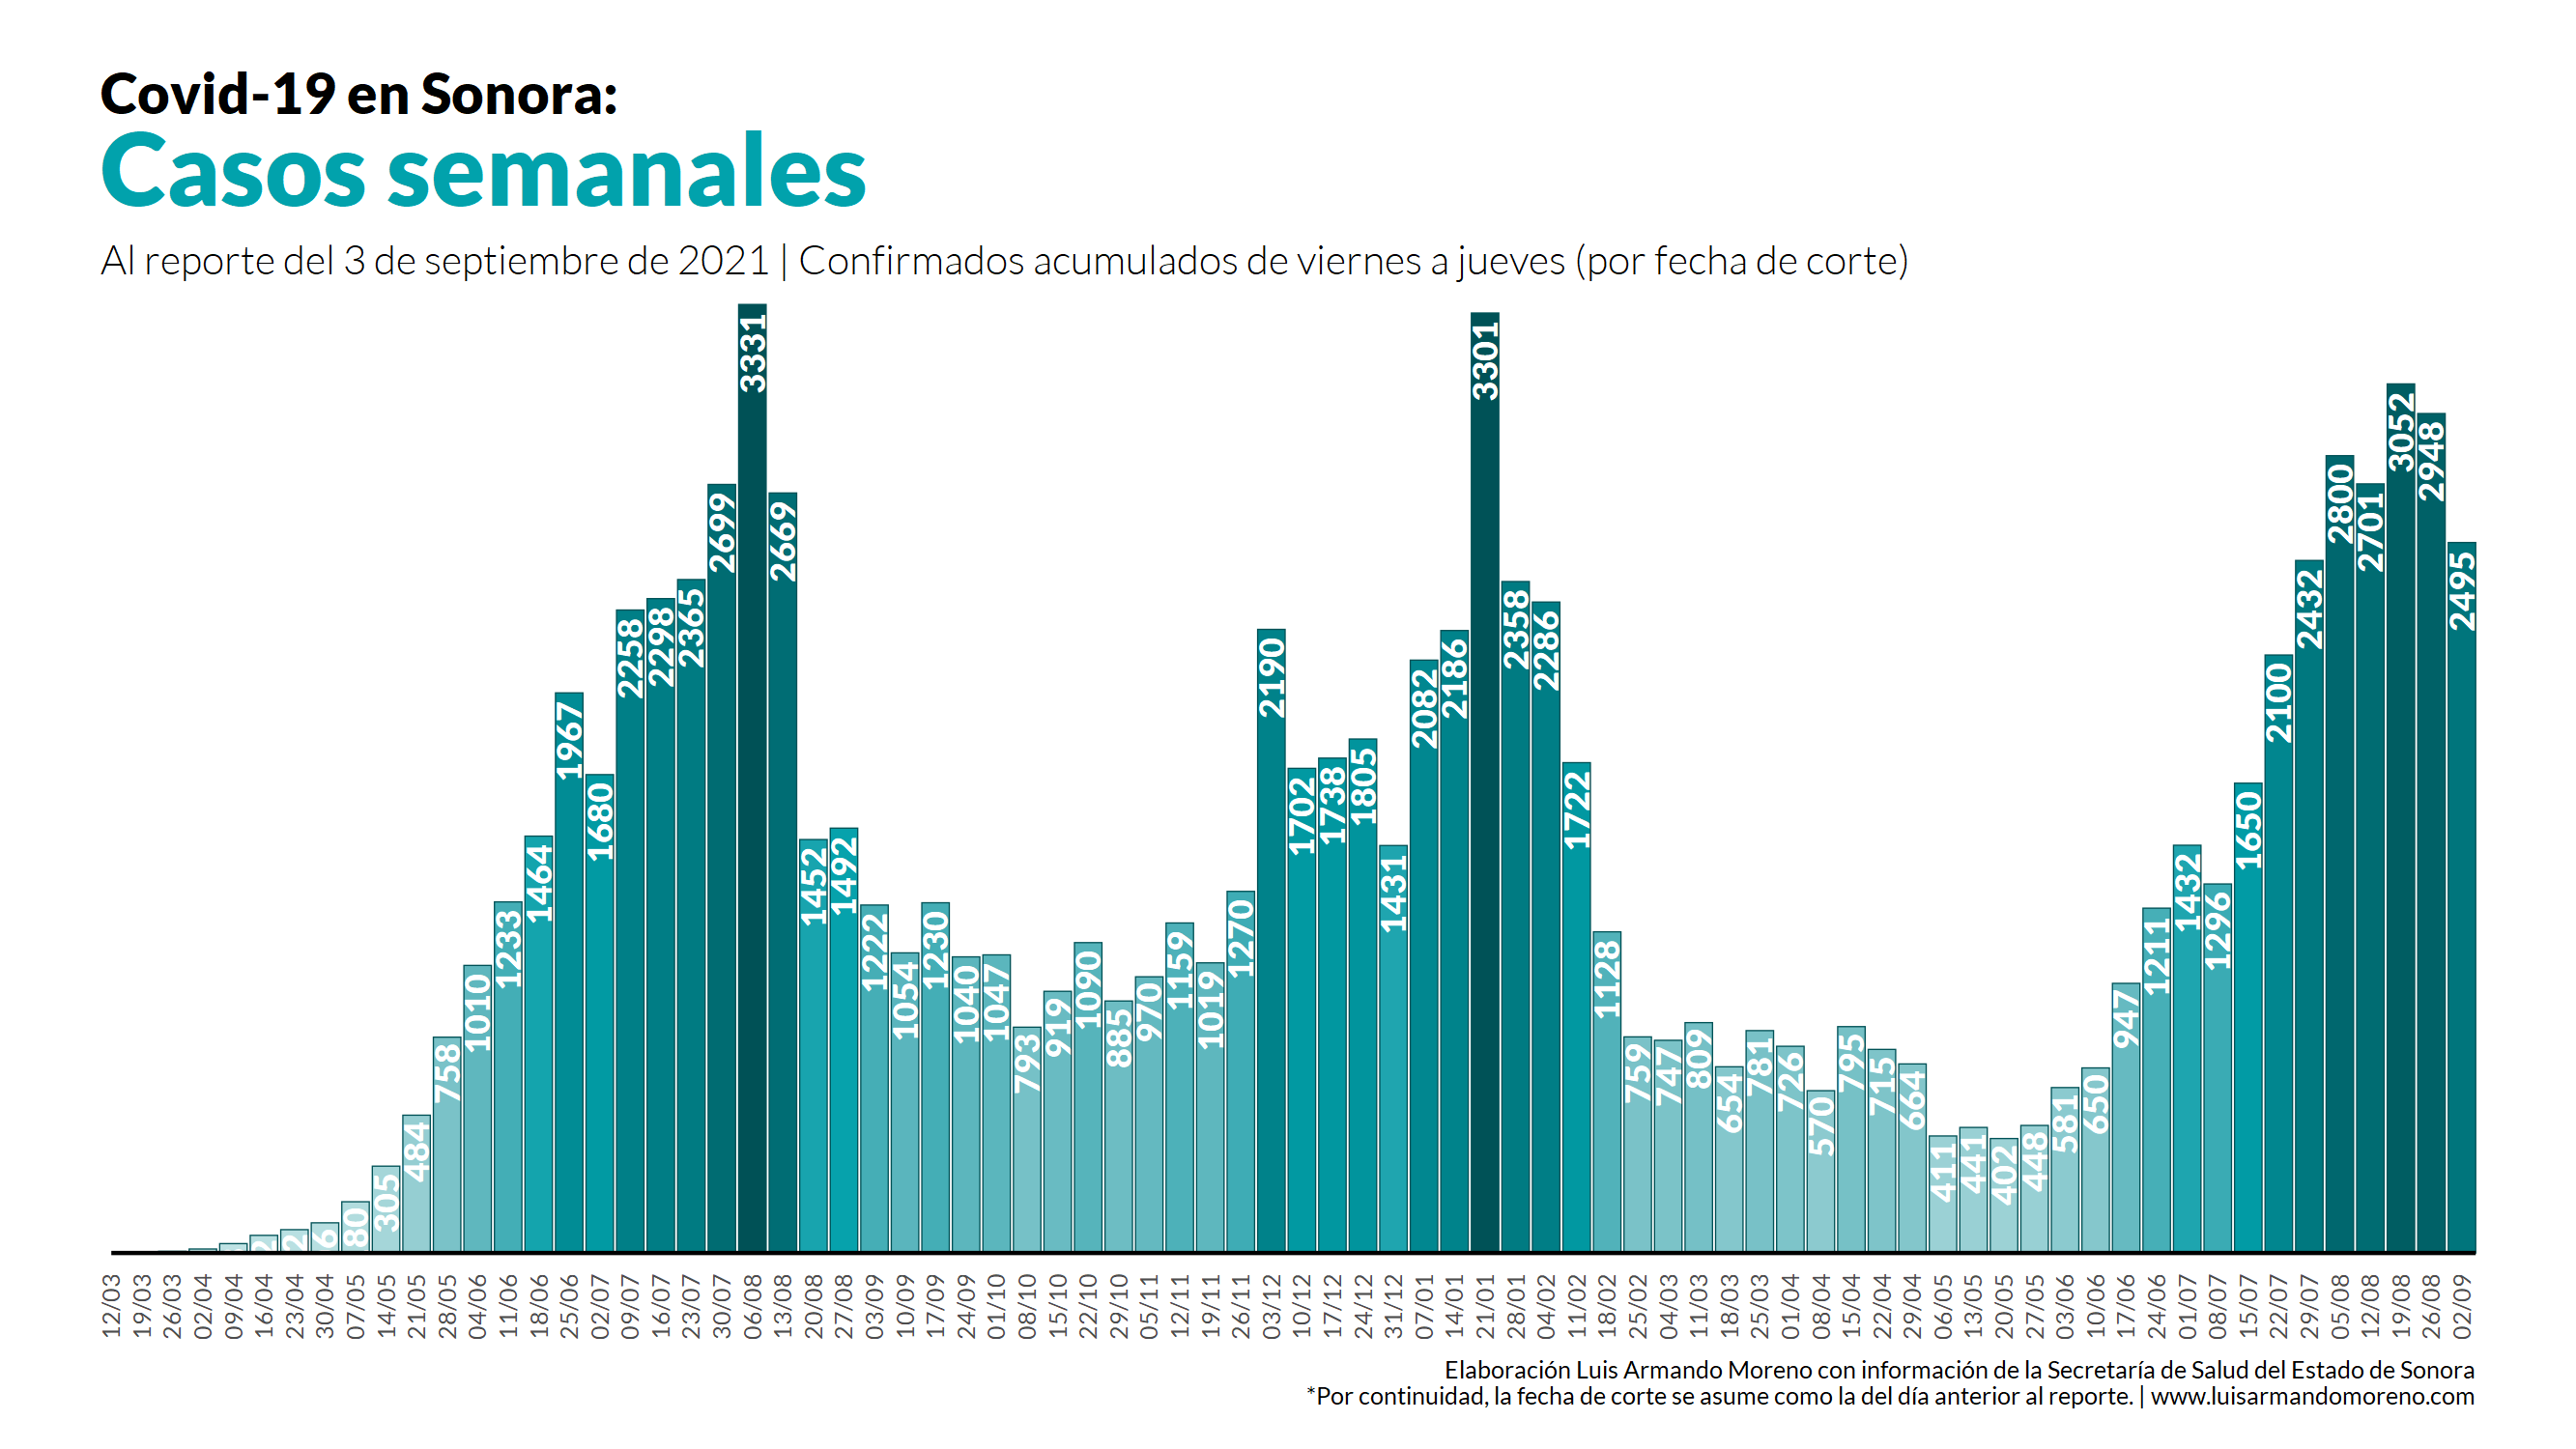 Covid-19 en Sonora:
Casos semanales
Al reporte del 3 de septiembre de 2021 | Confirmados acumulados de viernes a jueves (por fecha de corte)
80 305 484 758 1010 1233 1464 1967 1680 2258 2298 2365 2699 3331 2669 1452 1492 1222 1054 1230 1040 1047 793 919 1090 885 970 1159 1019 1270 2190 1702 1738 1805 1431 2082 2186 3301 2358 2286 1722 1128 759 747 809 654 781 726 570 795 715 664 411 441 402 448 581 650 947 1211 1432 1296 1650 2100 2432 2800 2701 3052 2948 2495
12/03 19/03 26/03 02/04 09/04 16/04 23/04 30/04 07/05 14/05 21/05 28/05 04/06 11/06 18/06 25/06 02/07 09/07 16/07 23/07 30/07 06/08 13/08 20/08 27/08 03/09 10/09 17/09 24/09 01/10 08/10 15/10 22/10 29/10 05/11 12/11 19/11 26/11 03/12 10/12 17/12 24/12 31/12 07/01 14/01 21/01 28/01 04/02 11/02 18/02 25/02 04/03 11/03 18/03 25/03 01/04 08/04 15/04 22/04 29/04 06/05 13/05 20/05 27/05 03/06 10/06 17/06 24/06 01/07 08/07 15/07 22/07 29/07 05/08 12/08 19/08 26/08 02/09
Elaboración Luis Armando Moreno con información de la Secretaría de Salud del Estado de Sonora
*Por continuidad, la fecha de corte se asume como la del día anterior al reporte. | www.luisarmandomoreno.com